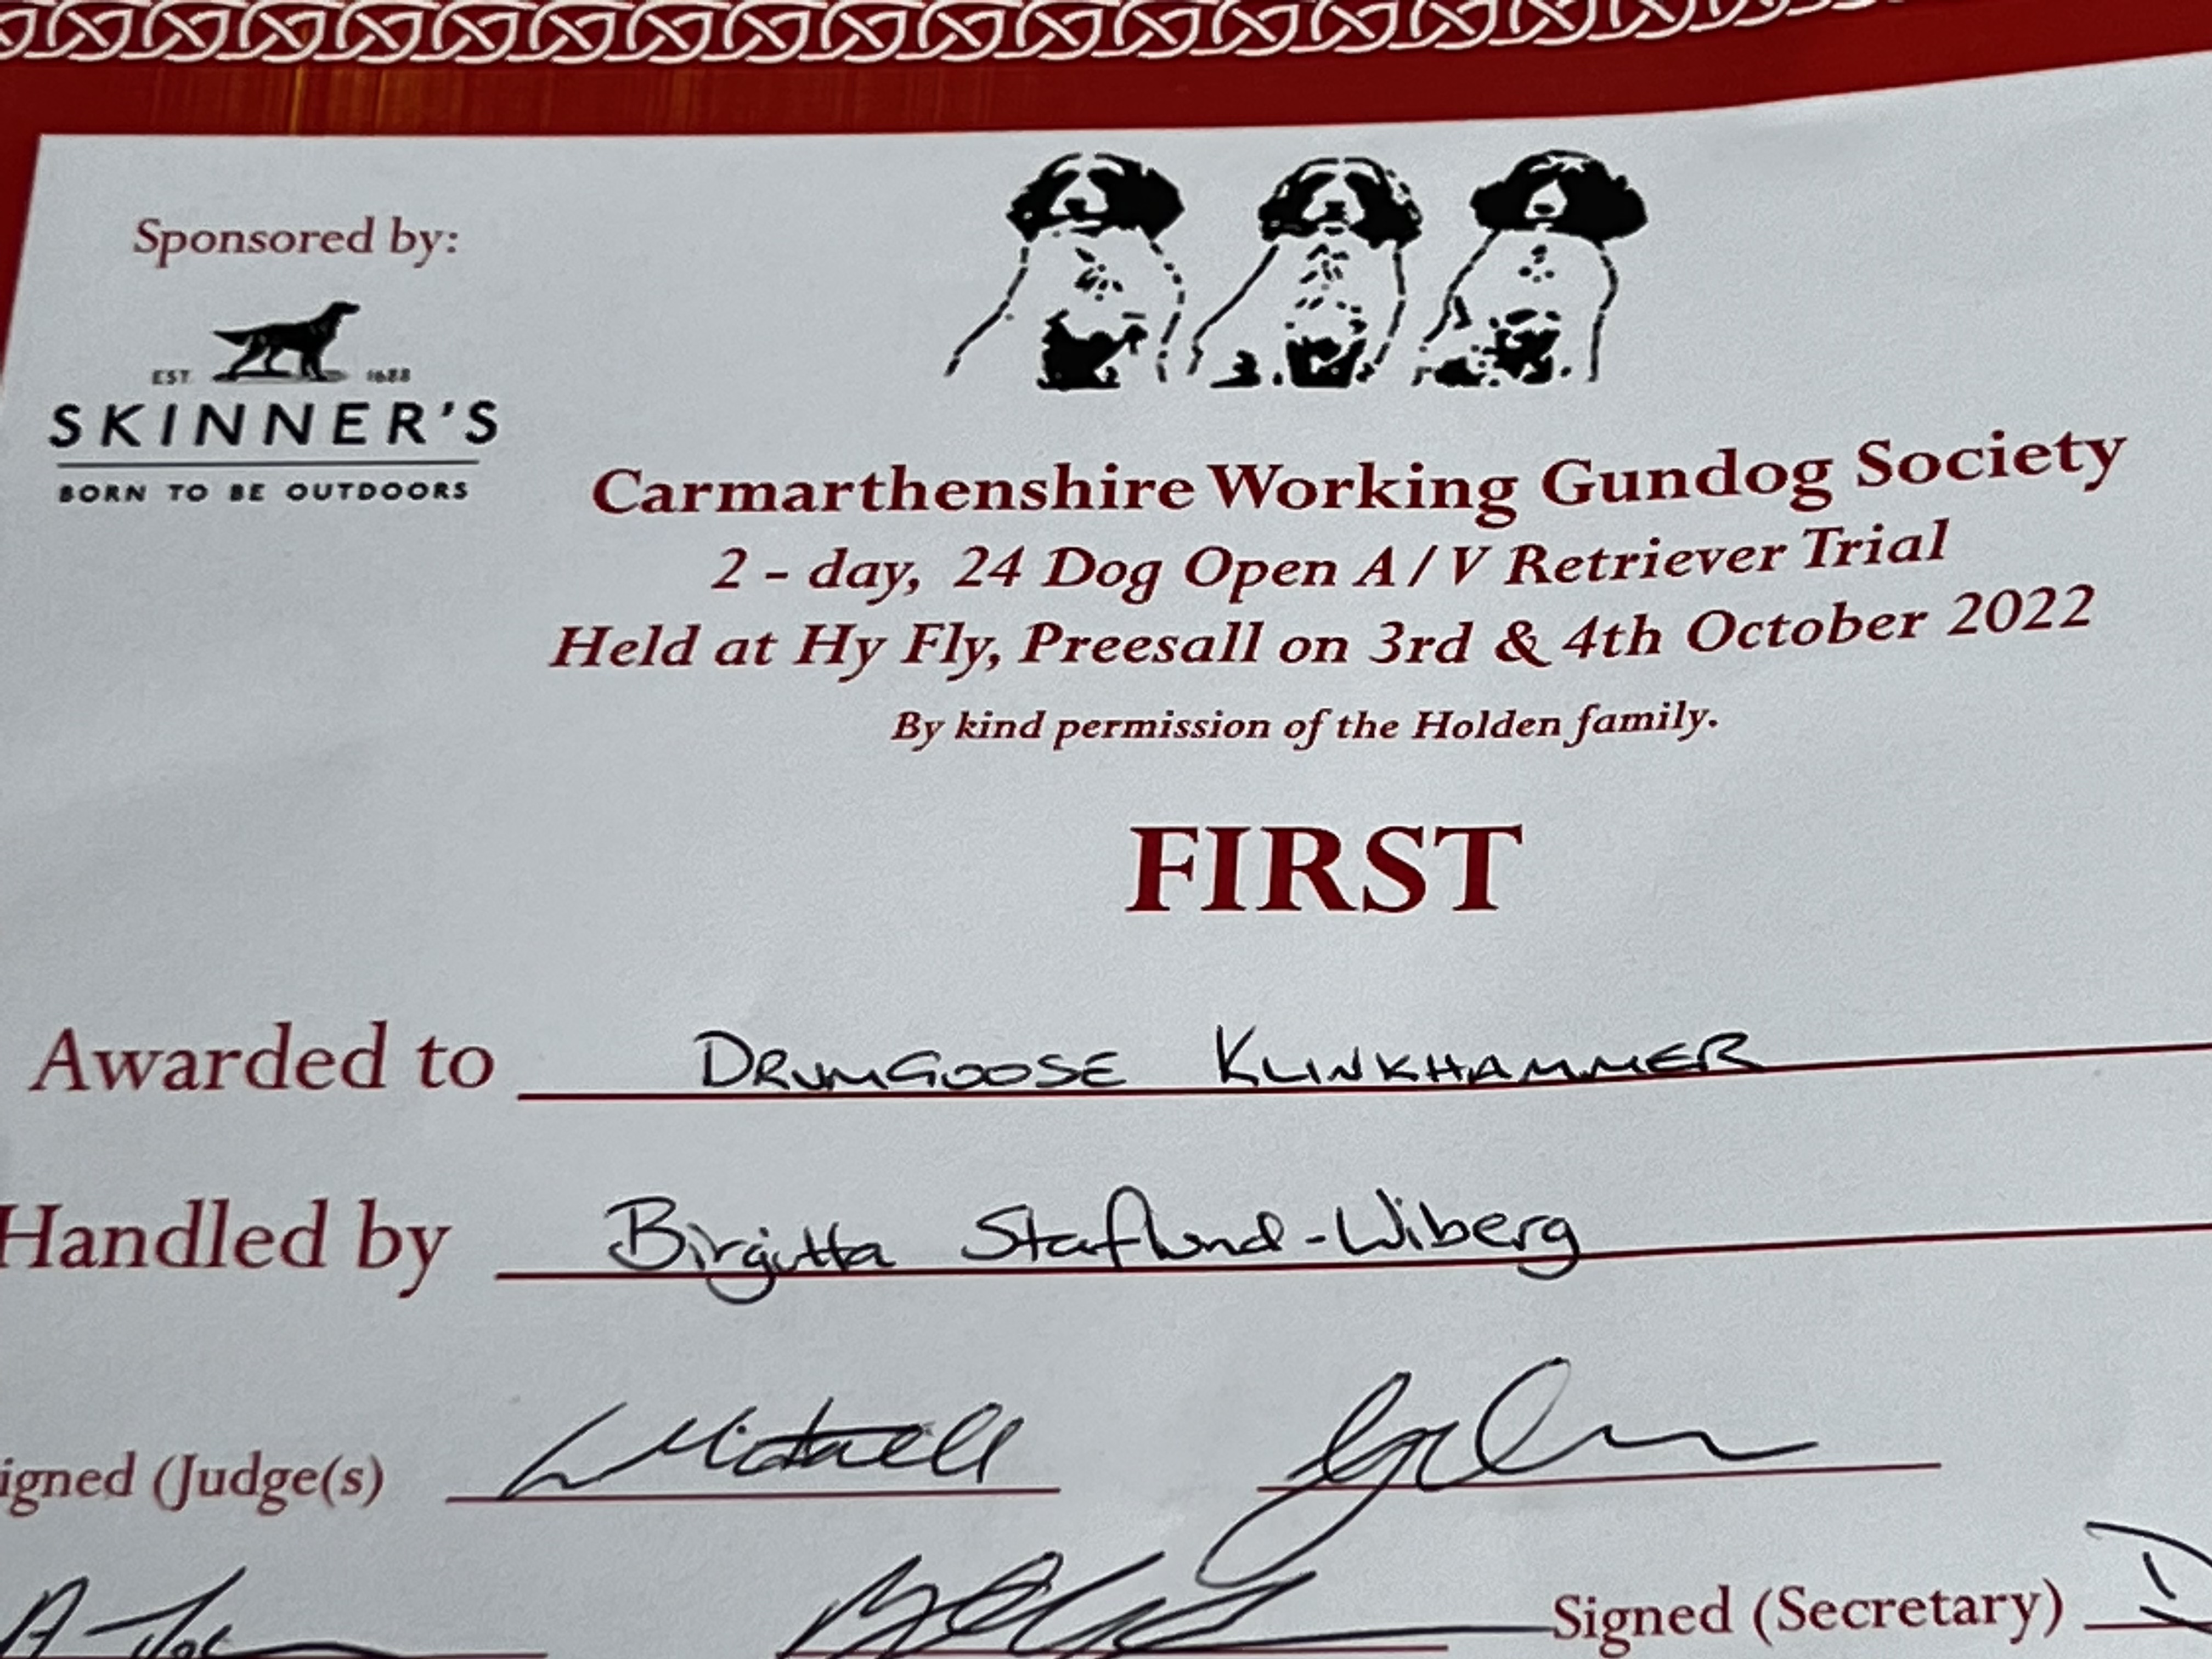 Sponsored by:
EST 1688
SKINNER'S
BORN TO BE OUTDOORS
Carmarthenshire Working Gundog Society
2 - day, 24 Dog Open A/V Retriever Trial
Held at Hy Fly, Preesall on 3rd & 4th October 2022
By kind permission of the Holden family.
FIRST
Awarded to DRUMGOOSE KLINKHAMMER
Handled by Birgitta Staflund-Wiberg
igned (Judge(s)
Signed (Secretary)